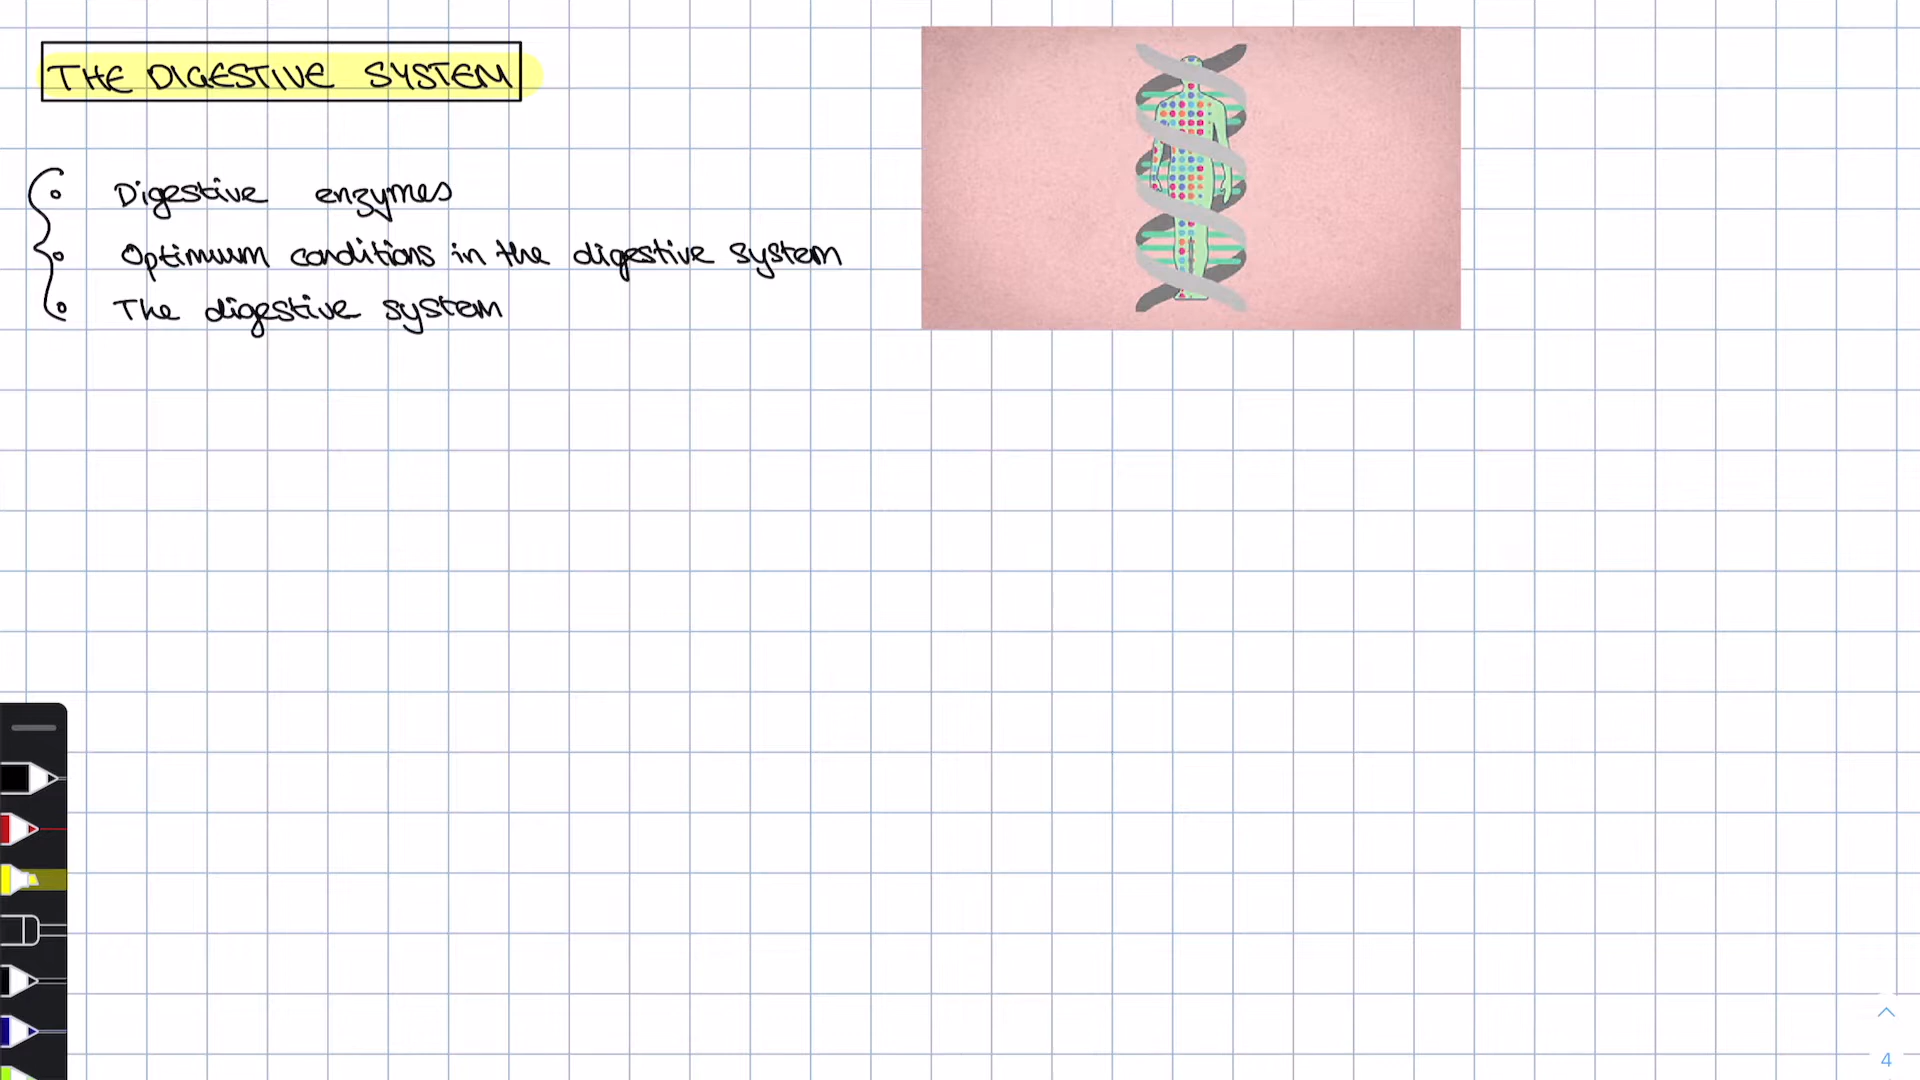 THE DIGESTIVE SYSTEM
Digestive enzymes
Optimum conditions in the digestive system
The digestive system
4